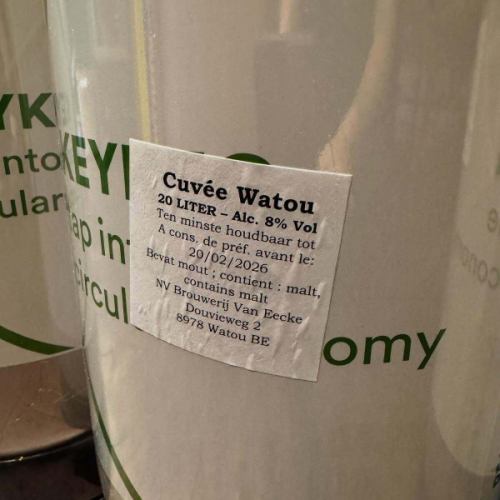 Cuvée Watou
20 LITER – Alc. 8% Vol
Ten minste houdbaar tot
A cons. de préf. avant le:
20/02/2026
Bevat mout ; contient : malt,
contains malt
NV Brouwerij Van Eecke
Douvieweg 2
8978 Watou BE
KEY
ap int
circul
omy
YK
nto
ular